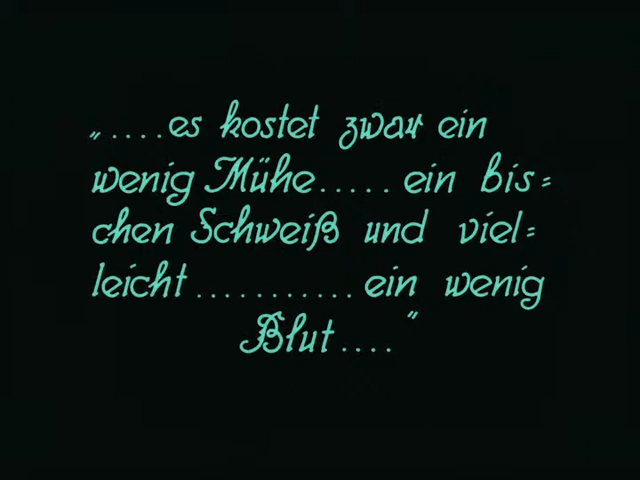 „....es kostet zwar ein
wenig Mühe..... ein bis=
chen Schweiß und viel=
leicht ........... ein wenig
Blut...."